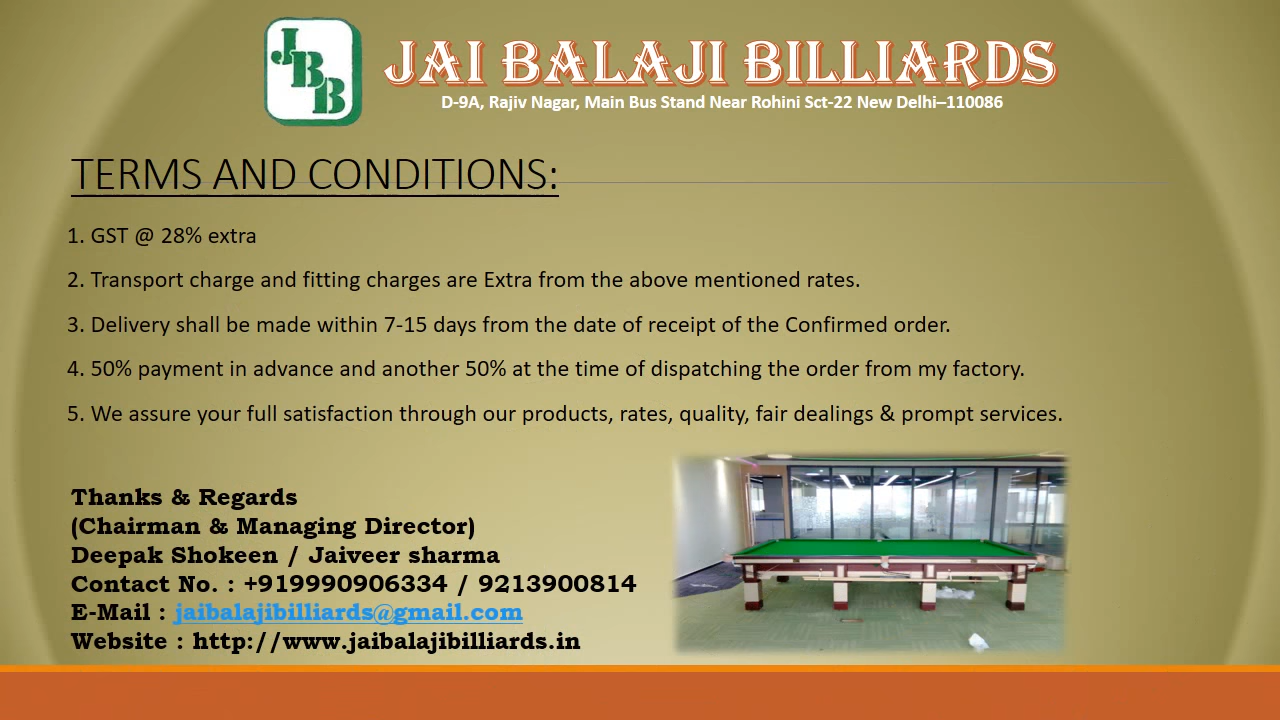 JBB
JAI BALAJI BILLIARDS
D-9A, Rajiv Nagar, Main Bus Stand Near Rohini Sct-22 New Delhi–110086
TERMS AND CONDITIONS:
1. GST @ 28% extra
2. Transport charge and fitting charges are Extra from the above mentioned rates.
3. Delivery shall be made within 7-15 days from the date of receipt of the Confirmed order.
4. 50% payment in advance and another 50% at the time of dispatching the order from my factory.
5. We assure your full satisfaction through our products, rates, quality, fair dealings & prompt services.
Thanks & Regards
(Chairman & Managing Director)
Deepak Shokeen / Jaiveer sharma
Contact No. : +919990906334 / 9213900814
E-Mail : jaibalajibilliards@gmail.com
Website : http://www.jaibalajibilliards.in